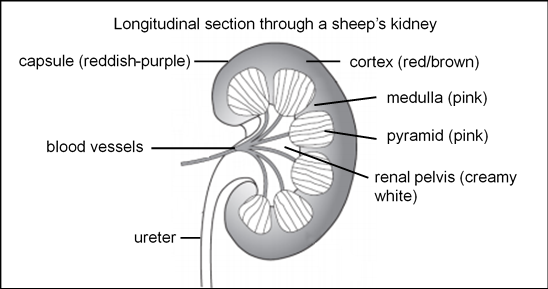 Longitudinal section through a sheep's kidney
capsule (reddish-purple)
cortex (red/brown)
medulla (pink)
pyramid (pink)
blood vessels
renal pelvis (creamy
white)
ureter